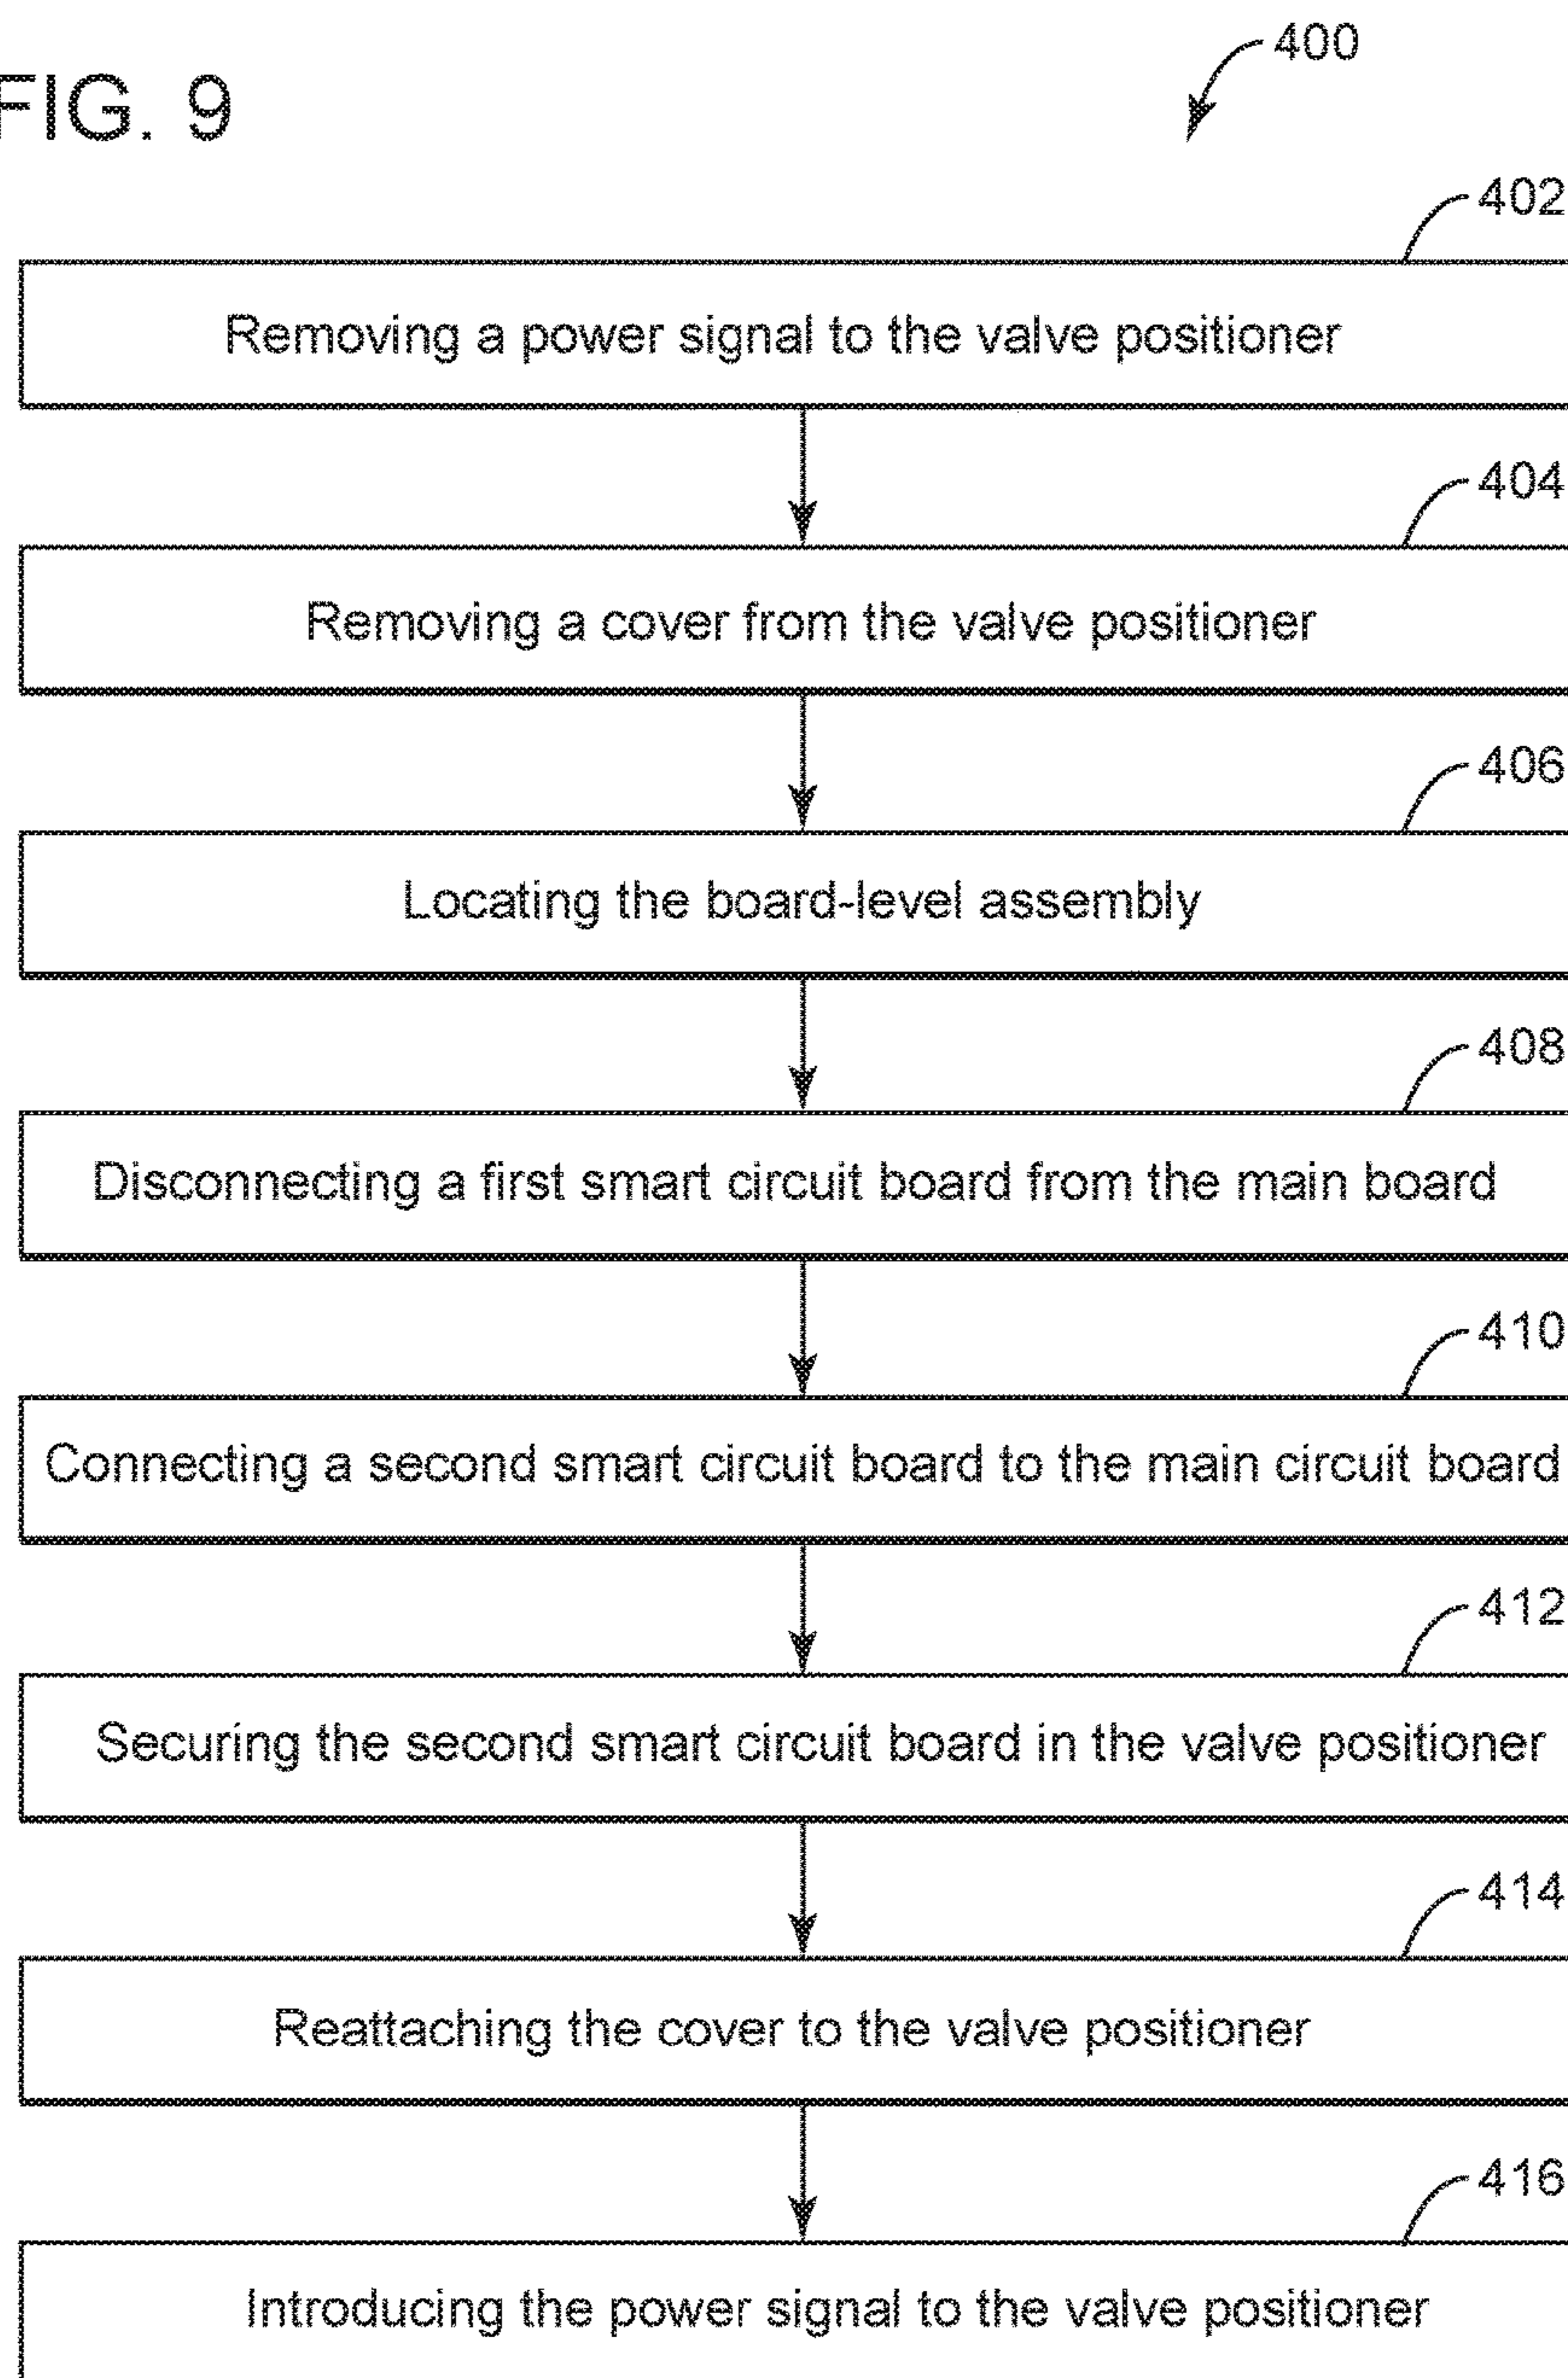 FIG. 9
400
402
Removing a power signal to the valve positioner
404
Removing a cover from the valve positioner
406
Locating the board-level assembly
408
Disconnecting a first smart circuit board from the main board
410
Connecting a second smart circuit board to the main circuit board
412
Securing the second smart circuit board in the valve positioner
414
Reattaching the cover to the valve positioner
416
Introducing the power signal to the valve positioner